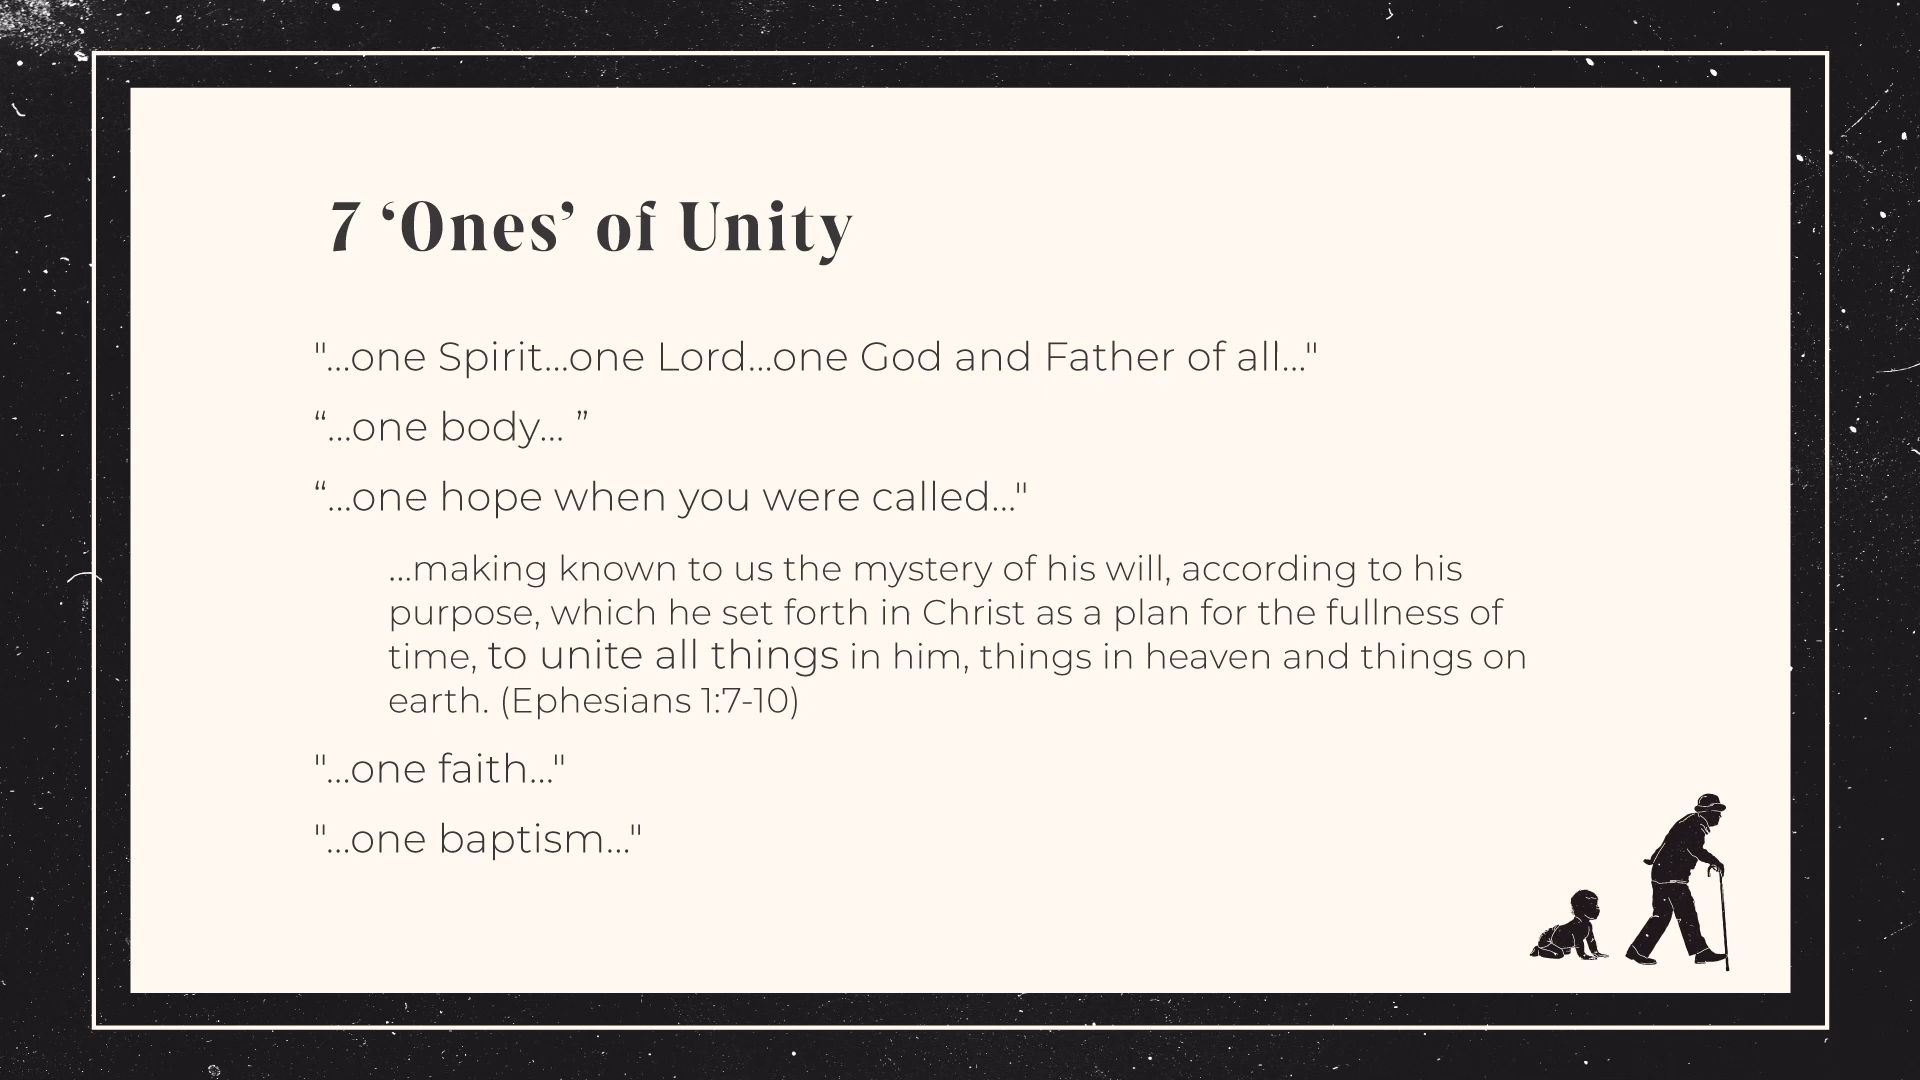 7 ‘Ones’ of Unity
"...one Spirit...one Lord...one God and Father of all..."
“...one body... ”
“...one hope when you were called..."
...making known to us the mystery of his will, according to his
purpose, which he set forth in Christ as a plan for the fullness of
time, to unite all things in him, things in heaven and things on
earth. (Ephesians 1:7-10)
"...one faith..."
"...one baptism..."